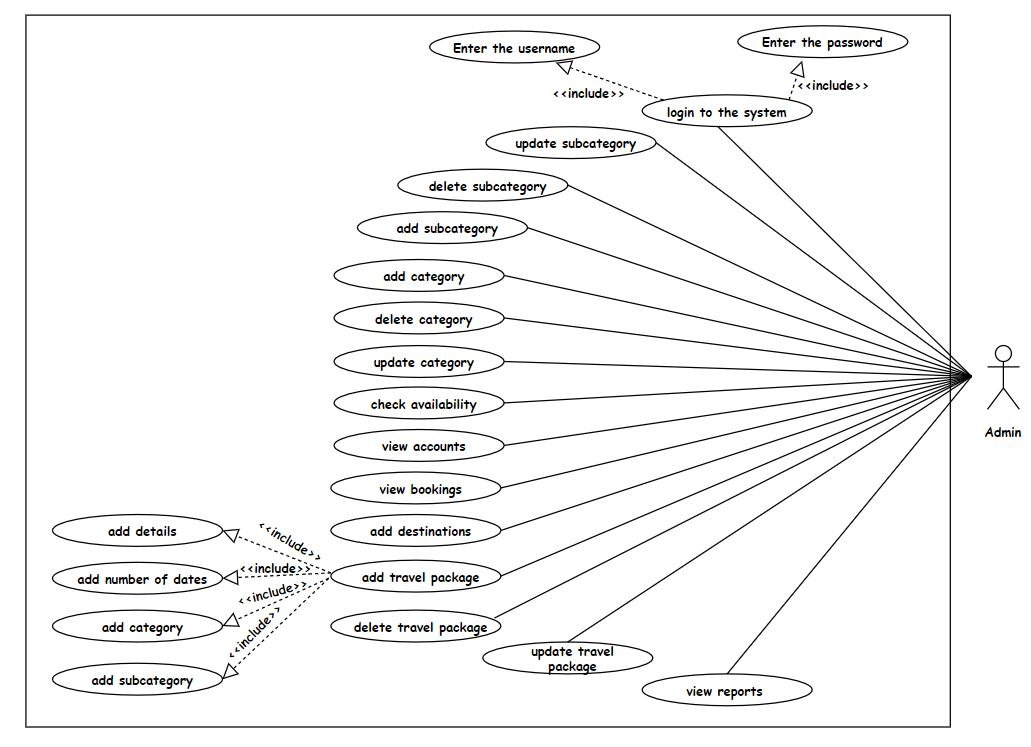 Enter the username
Enter the password
<<include>>
<<include>>
login to the system
update subcategory
delete subcategory
add subcategory
add category
delete category
update category
check availability
Admin
view accounts
view bookings
add details
<<include>>
add destinations
add number of dates
<<include>>
add travel package
<<include>>
add category
<<include>>
delete travel package
update travel
package
add subcategory
view reports